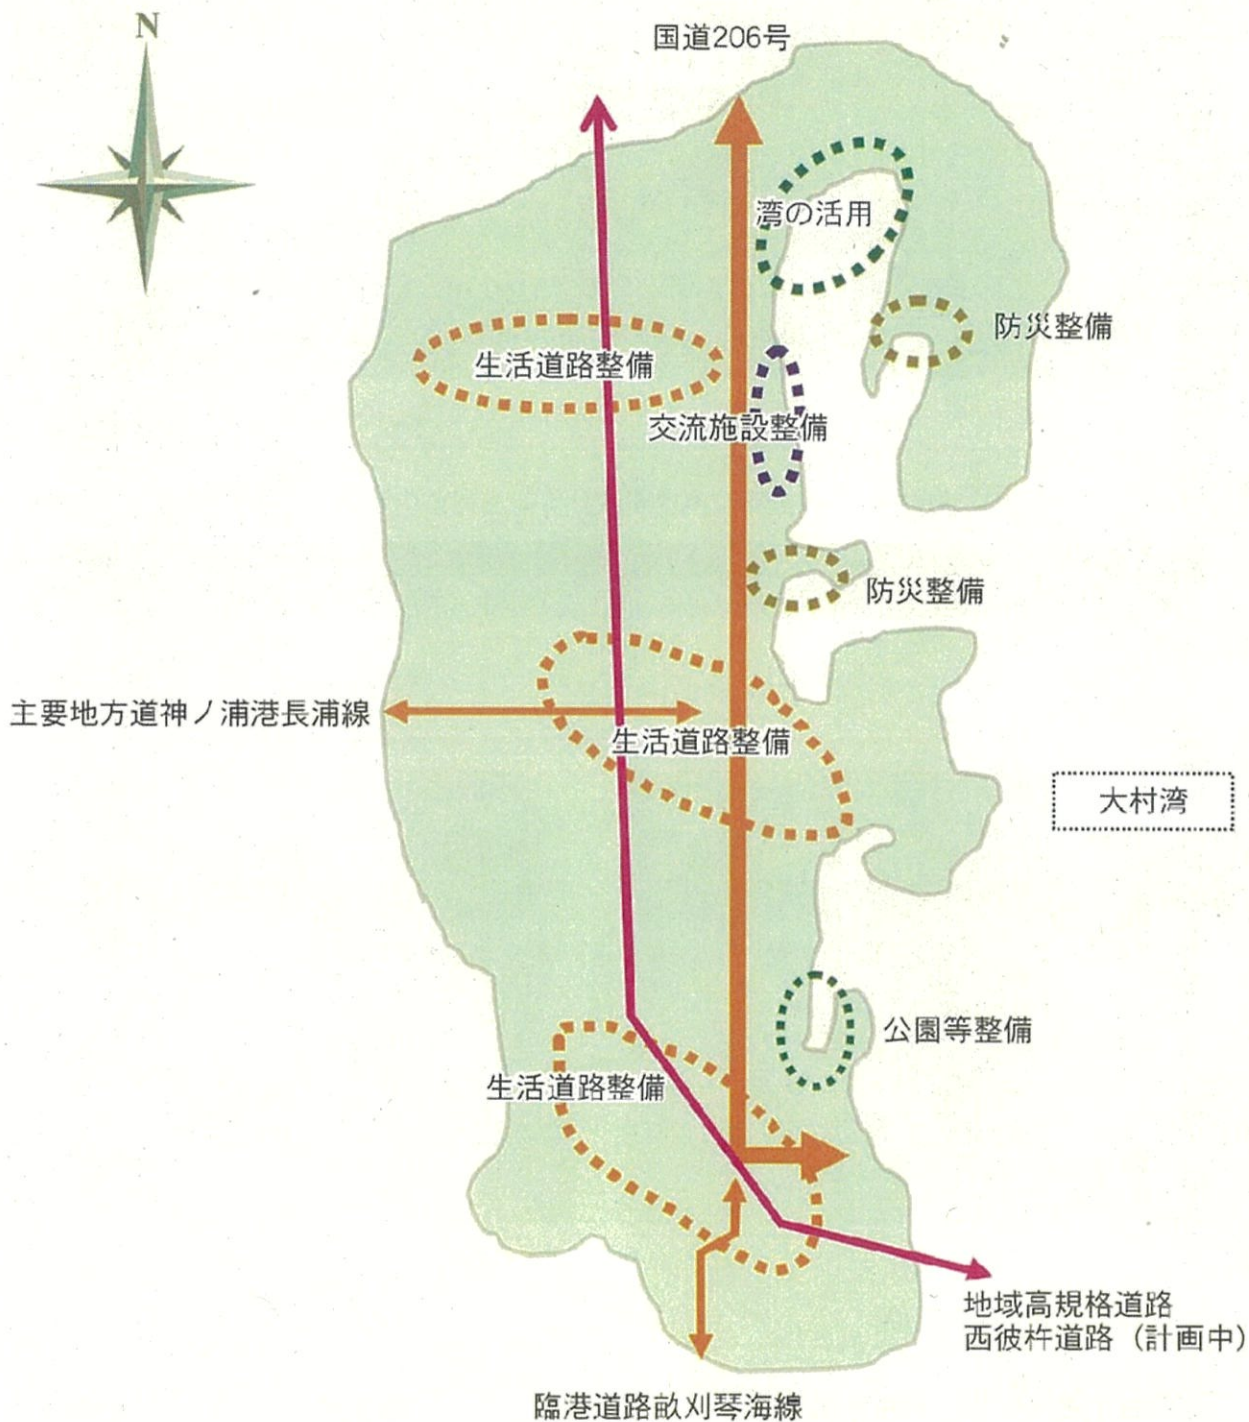 N
国道206号
湾の活用
防災整備
生活道路整備
交流施設整備
防災整備
主要地方道神ノ浦港長浦線
生活道路整備
大村湾
公園等整備
生活道路整備
地域高規格道路
西彼杵道路（計画中）
臨港道路畝刈琴海線